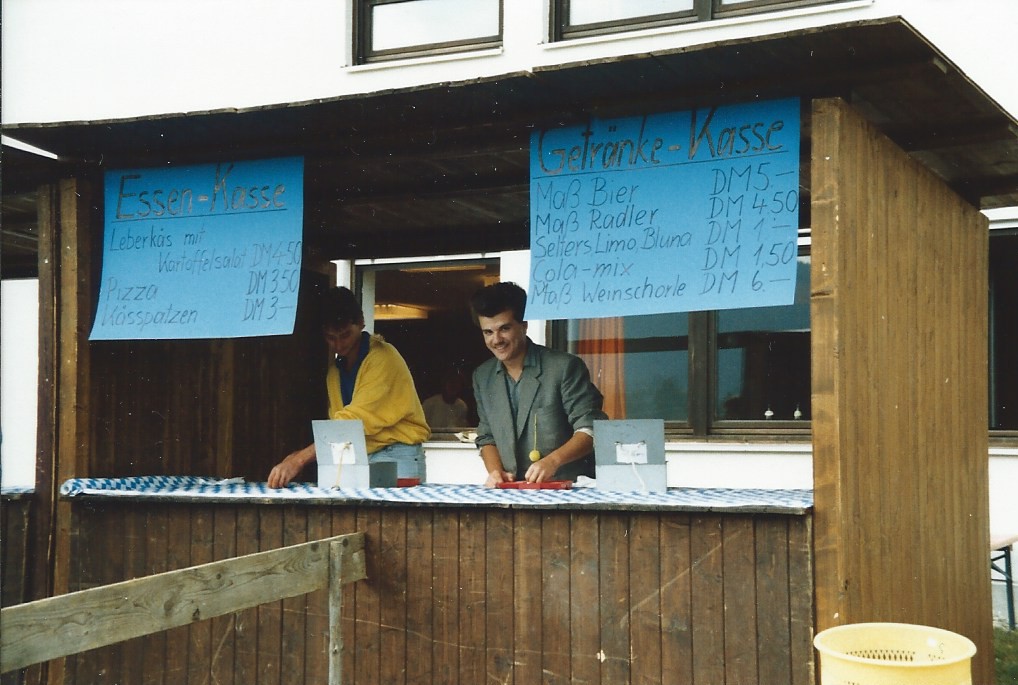 Essen-Kasse
Leberkäs mit
Kartoffelsalat DM 4.50
Pizza DM 3.50
Kässpatzen DM 3.-
Getränke-Kasse
Maß Bier DM 5.-
Maß Radler DM 4.50
Selters, Limo, Bluna DM 1.-
Cola-mix DM 1.50
Maß Weinschorle DM 6.-